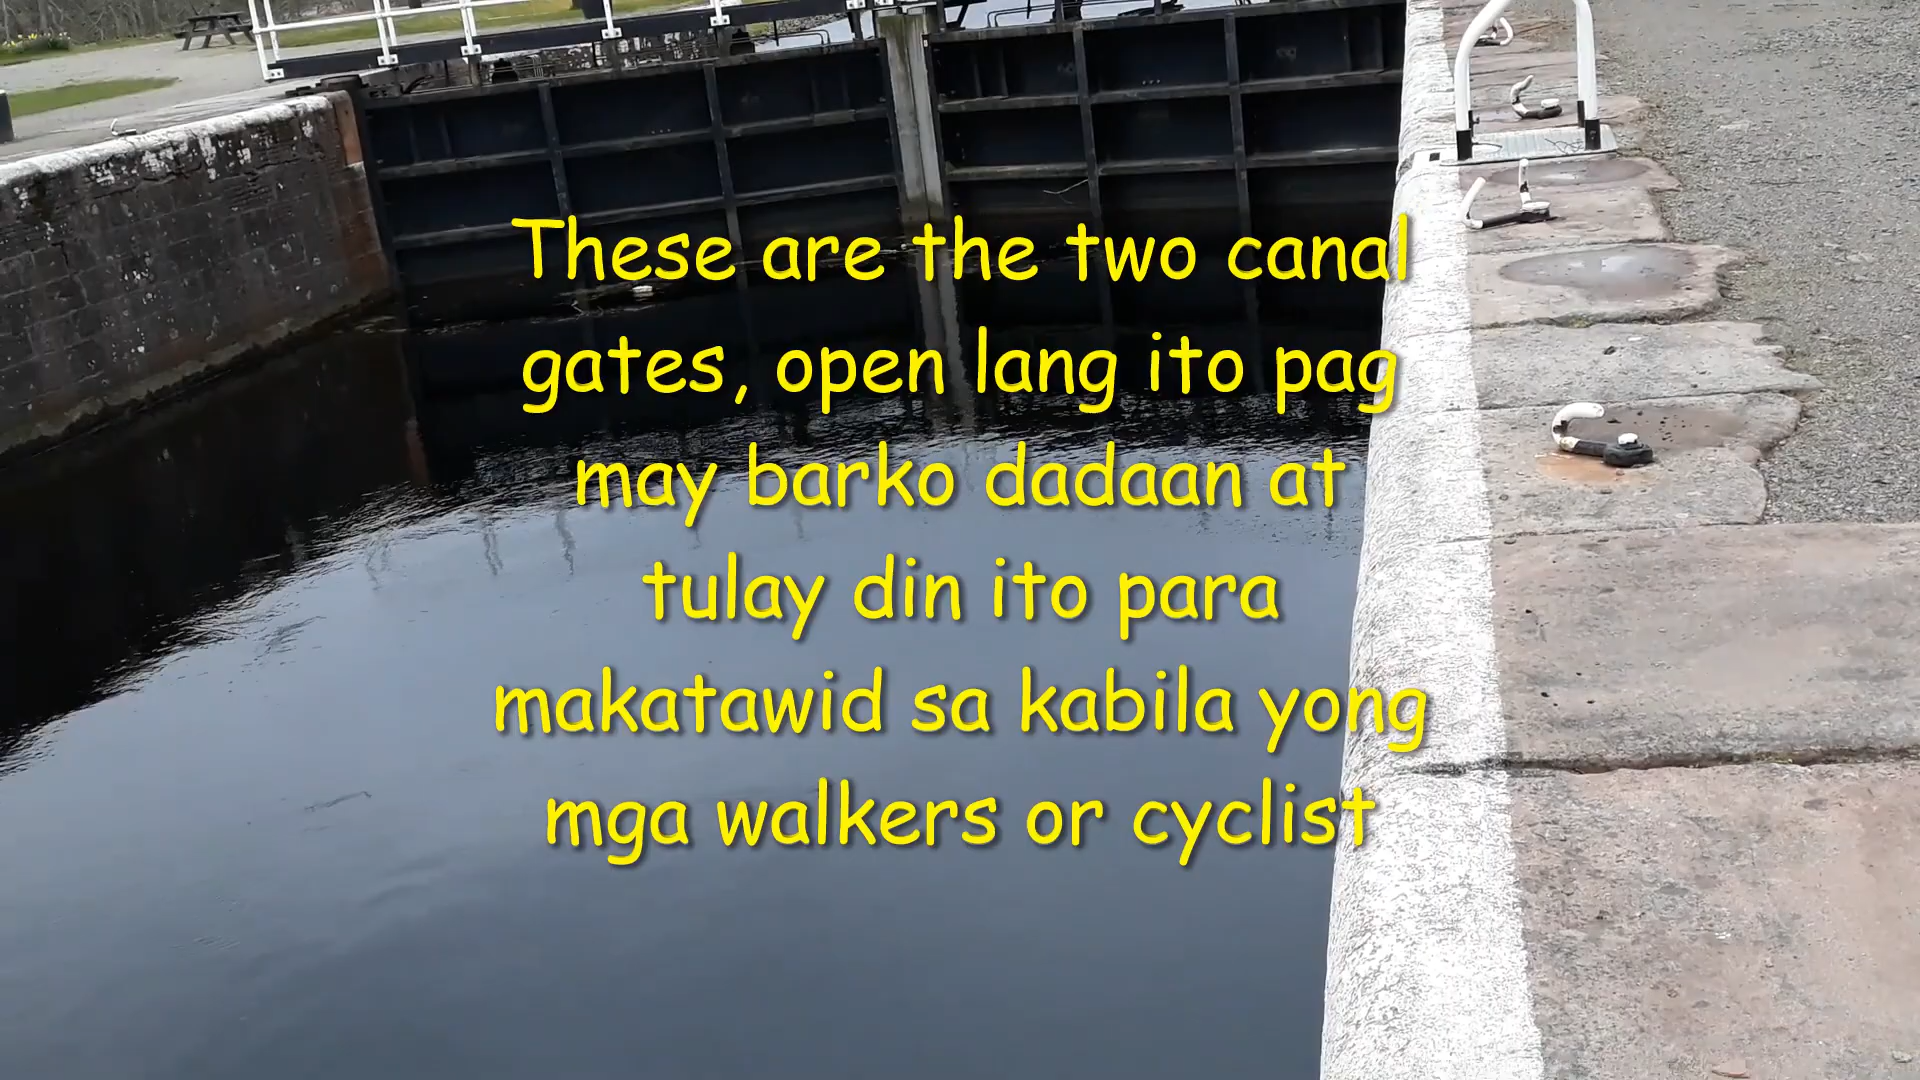 These are the two canal
gates, open lang ito pag
may barko dadaan at
tulay din ito para
makatawid sa kabila yong
mga walkers or cyclist